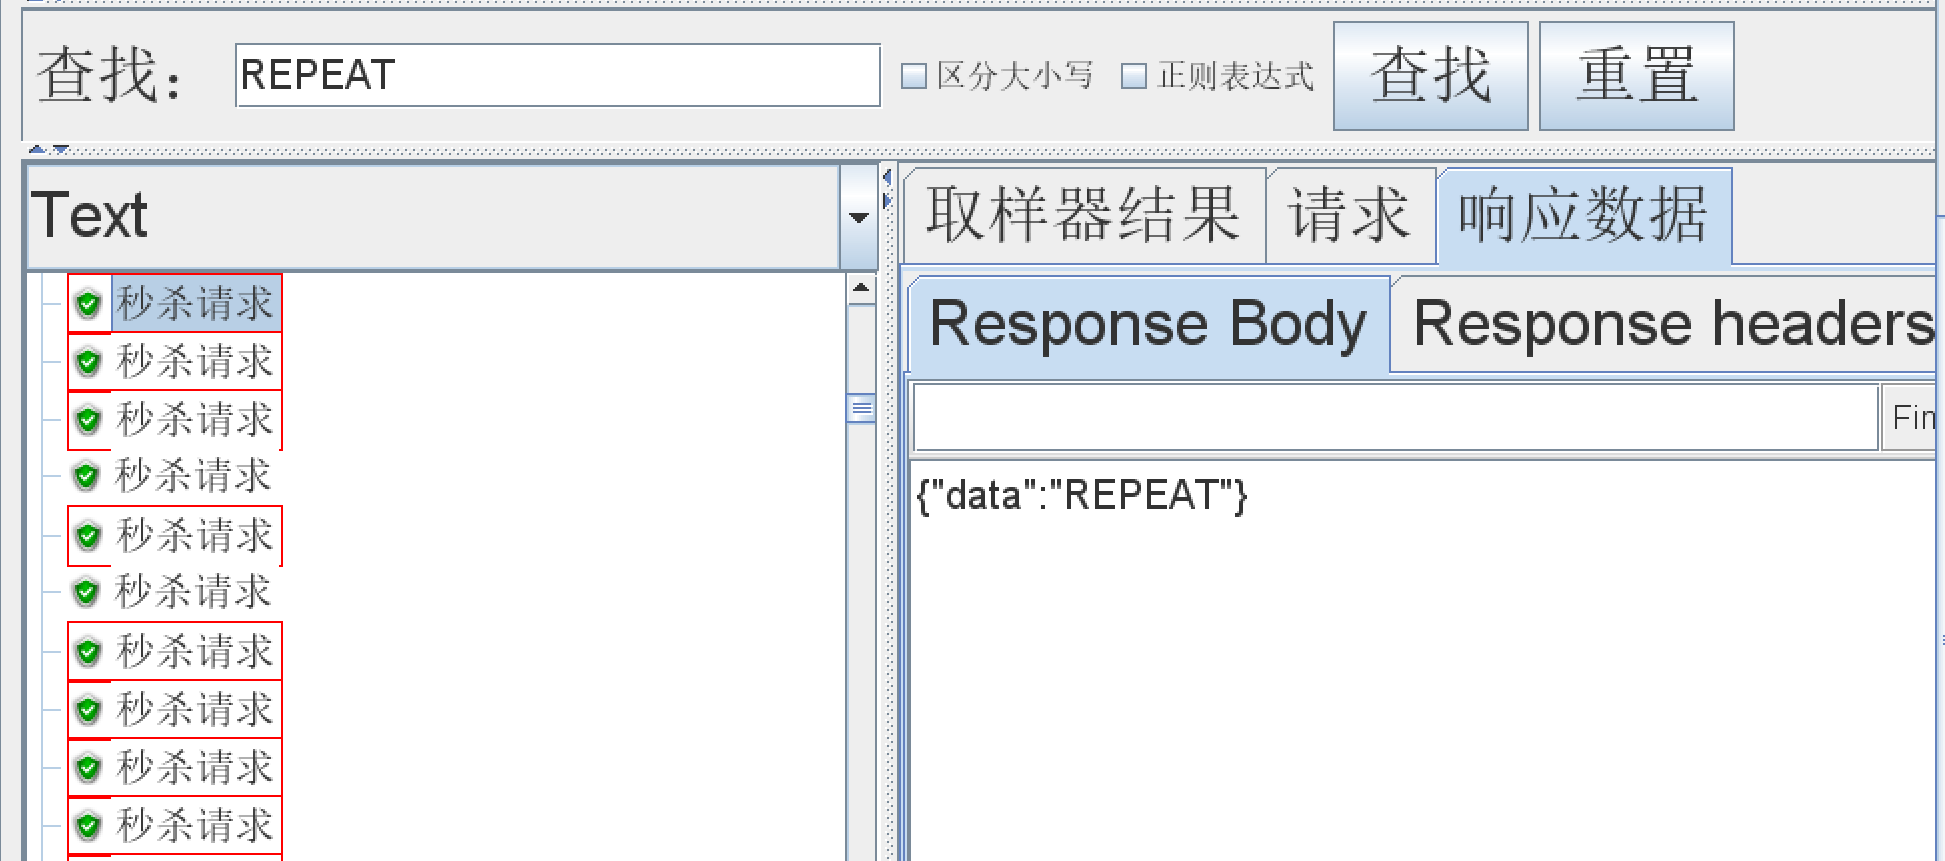 查找： REPEAT 区分大小写 正则表达式 查找 重置
Text
取样器结果 请求 响应数据
Response Body Response headers
秒杀请求
秒杀请求
秒杀请求
秒杀请求
秒杀请求
秒杀请求
秒杀请求
秒杀请求
秒杀请求
秒杀请求
Fin
{"data":"REPEAT"}